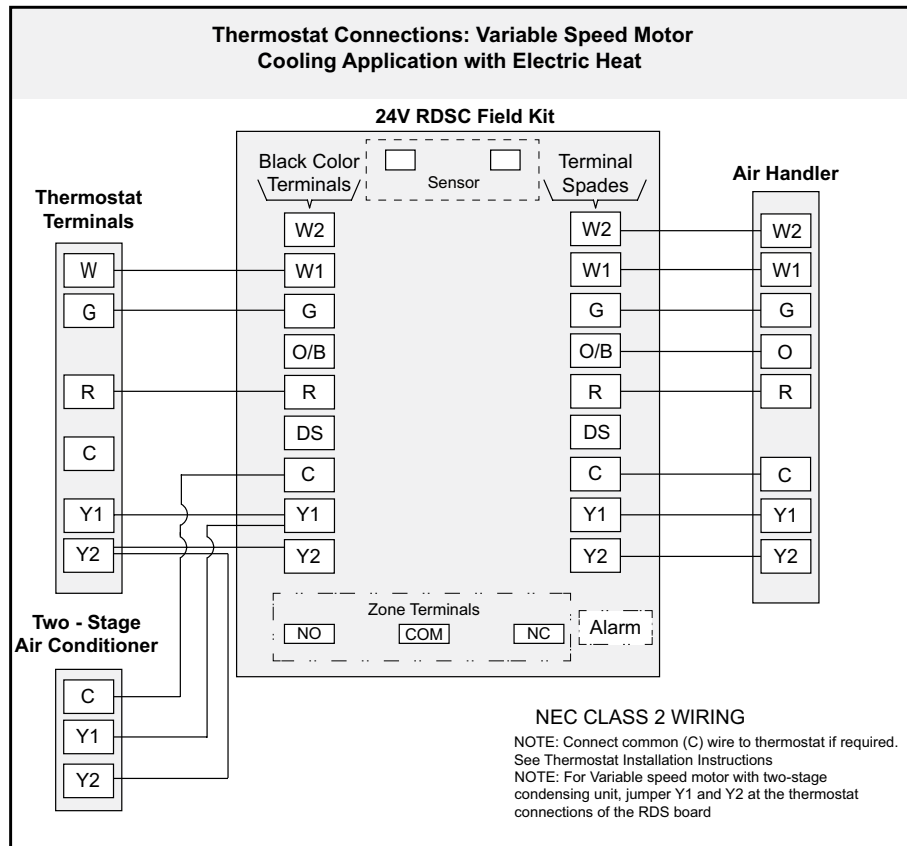 Thermostat Connections: Variable Speed Motor
Cooling Application with Electric Heat
24V RDSC Field Kit
Black Color
Terminals
Sensor
Terminal
Spades
Air Handler
Thermostat
Terminals
W
G
R
C
Y1
Y2
W2
W1
G
O/B
R
DS
C
Y1
Y2
W2
W1
G
O/B
R
DS
C
Y1
Y2
W2
W1
G
O
R
C
Y1
Y2
Zone Terminals
NO
COM
NC
Alarm
Two - Stage
Air Conditioner
C
Y1
Y2
NEC CLASS 2 WIRING
NOTE: Connect common (C) wire to thermostat if required.
See Thermostat Installation Instructions
NOTE: For Variable speed motor with two-stage
condensing unit, jumper Y1 and Y2 at the thermostat
connections of the RDS board